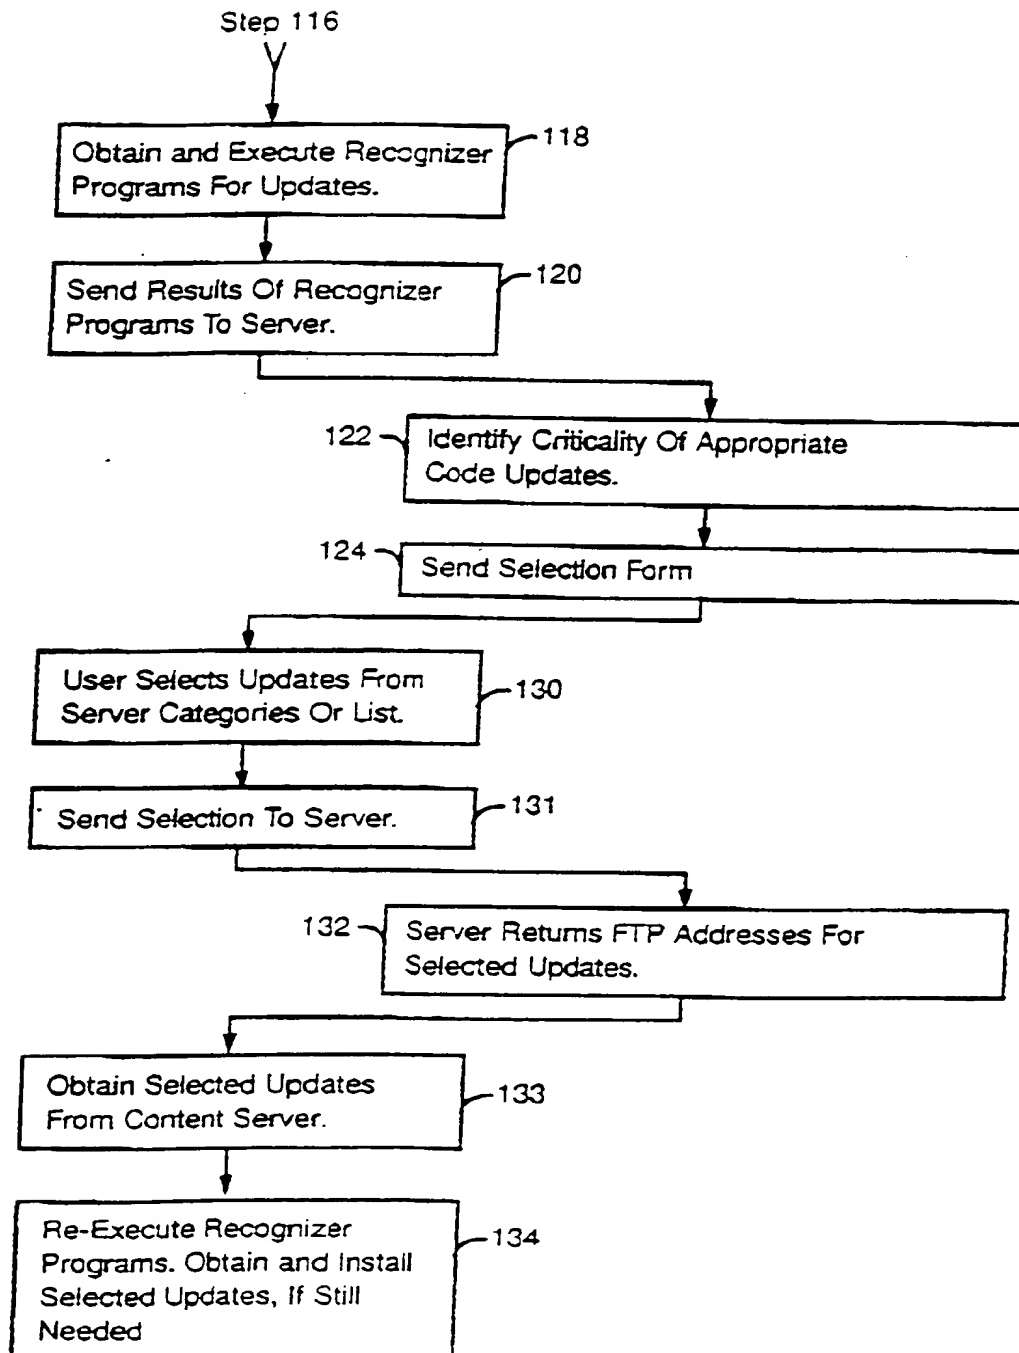 Step 116
Obtain and Execute Recognizer
Programs For Updates.
118
Send Results Of Recognizer
Programs To Server.
120
122
Identify Criticality Of Appropriate
Code Updates.
124
Send Selection Form
User Selects Updates From
Server Categories Or List.
130
Send Selection To Server.
131
132
Server Returns FTP Addresses For
Selected Updates.
Obtain Selected Updates
From Content Server.
133
Re-Execute Recognizer
Programs. Obtain and Install
Selected Updates, If Still
Needed
134